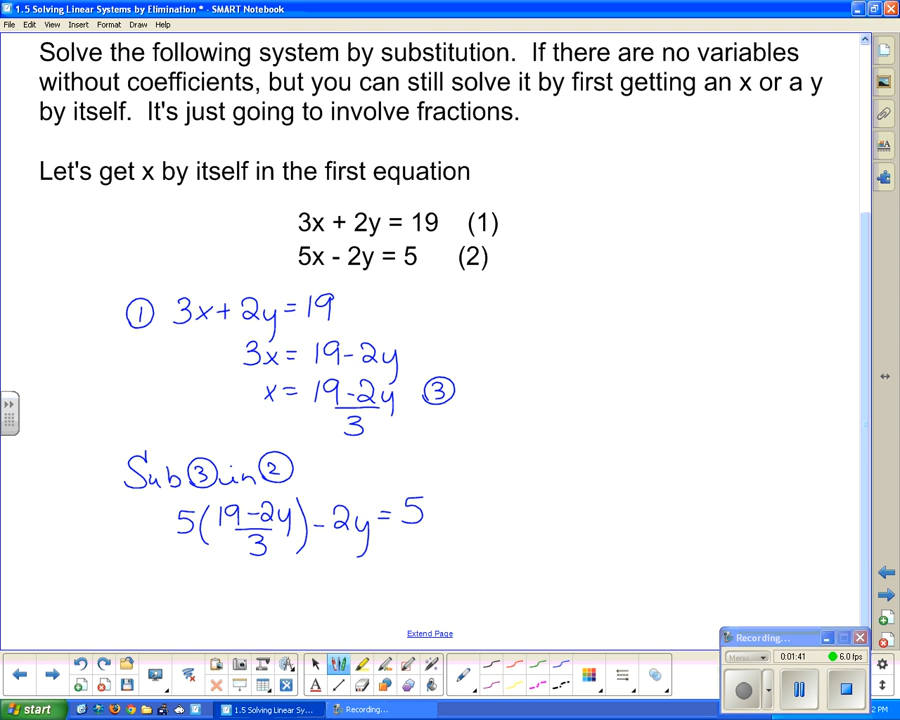 1.5 Solving Linear Systems by Elimination * - SMART Notebook
File Edit View Insert Format Draw Help
Solve the following system by substitution. If there are no variables
without coefficients, but you can still solve it by first getting an x or a y
by itself. It's just going to involve fractions.
Let's get x by itself in the first equation
3x + 2y = 19 (1)
5x - 2y = 5 (2)
① 3x + 2y = 19
3x = 19 - 2y
x = (19 - 2y)/3 ③
Sub ③ in ②
5((19 - 2y)/3) - 2y = 5
Extend Page
Recording...
Menu
0:01:41 6.0 fps
start
1.5 Solving Linear Sy...
Recording...
2 PM